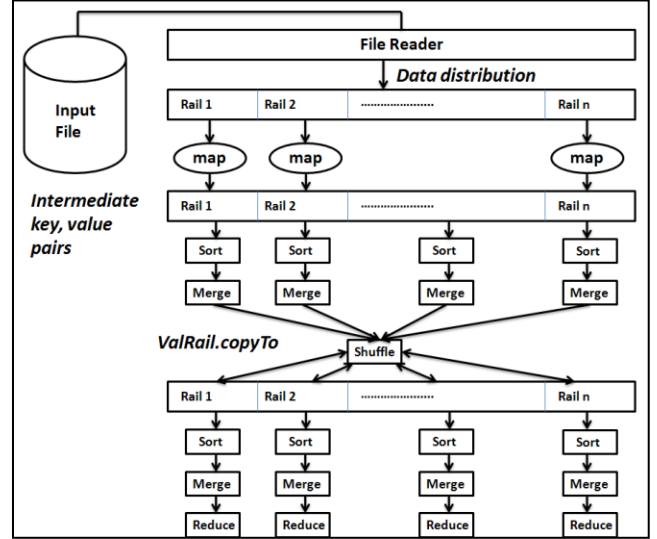 File Reader
Data distribution
Input
File
Rail 1 Rail 2 ...................... Rail n
map map map
Intermediate
key, value
pairs
Rail 1 Rail 2 ...................... Rail n
Sort Sort Sort Sort
Merge Merge Merge Merge
ValRail.copyTo
Shuffle
Rail 1 Rail 2 ...................... Rail n
Sort Sort Sort Sort
Merge Merge Merge Merge
Reduce Reduce Reduce Reduce